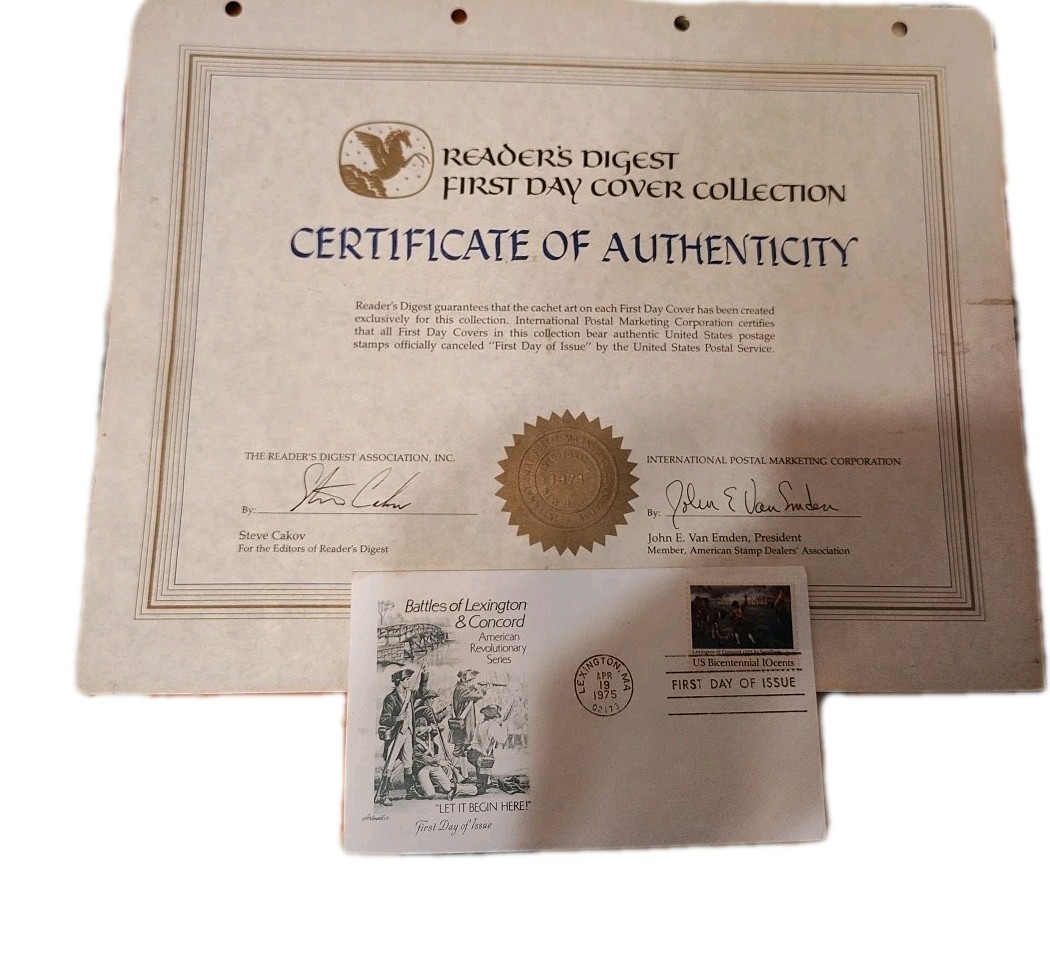 READER'S DIGEST
FIRST DAY COVER COLLECTION
CERTIFICATE OF AUTHENTICITY
Reader's Digest guarantees that the cachet art on each First Day Cover has been created
exclusively for this collection. International Postal Marketing Corporation certifies
that all First Day Covers in this collection bear authentic United States postage
stamps officially canceled "First Day of Issue" by the United States Postal Service.
THE READER'S DIGEST ASSOCIATION, INC.
By:
Steve Cakov
For the Editors of Reader's Digest
INTERNATIONAL POSTAL MARKETING CORPORATION
By: John E Van Emden
John E. Van Emden, President
Member, American Stamp Dealers' Association
Battles of Lexington
& Concord
American
Revolutionary
Series
"LET IT BEGIN HERE!"
First Day of Issue
LEXINGTON, MA
APR
19
1975
US Bicentennial 10cents
FIRST DAY OF ISSUE